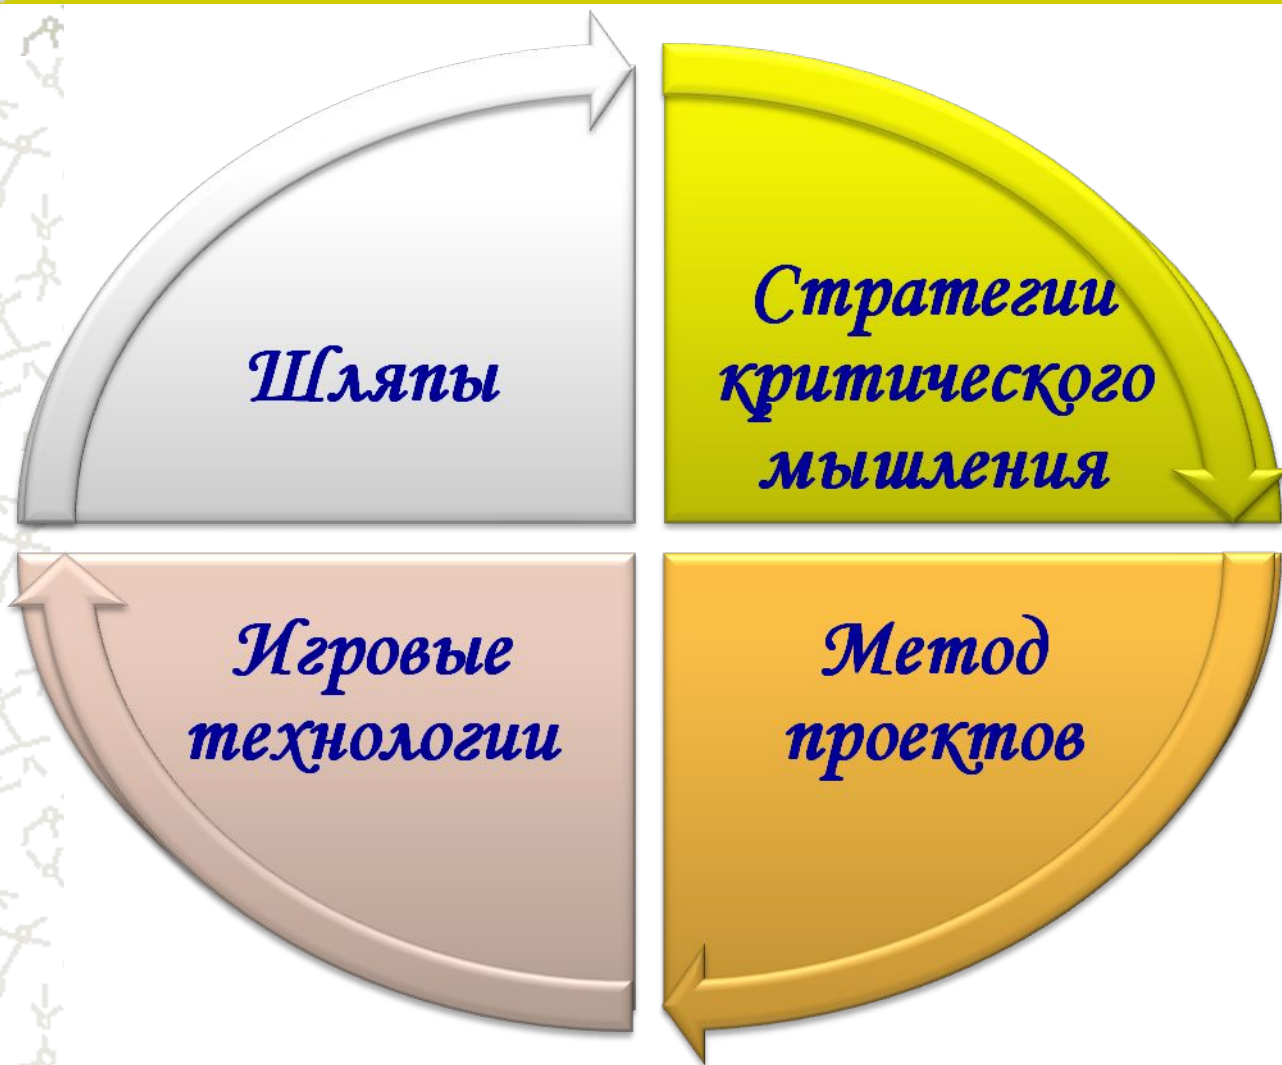 Шляпы
Стратегии
критического
мышления
Игровые
технологии
Метод
проектов